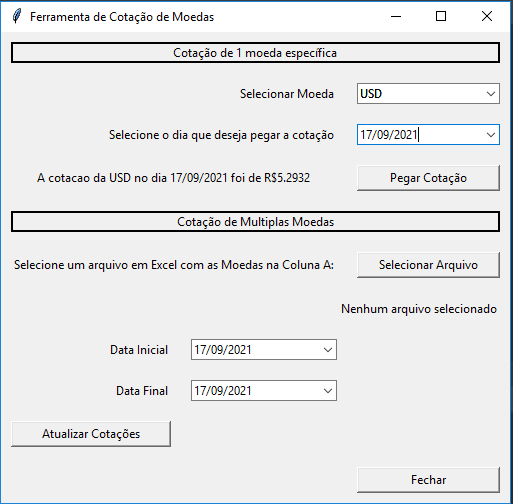 Ferramenta de Cotação de Moedas
Cotação de 1 moeda específica
Selecionar Moeda USD
Selecione o dia que deseja pegar a cotação 17/09/2021
A cotacao da USD no dia 17/09/2021 foi de R$5.2932 Pegar Cotação
Cotação de Multiplas Moedas
Selecione um arquivo em Excel com as Moedas na Coluna A: Selecionar Arquivo
Nenhum arquivo selecionado
Data Inicial 17/09/2021
Data Final 17/09/2021
Atualizar Cotações
Fechar